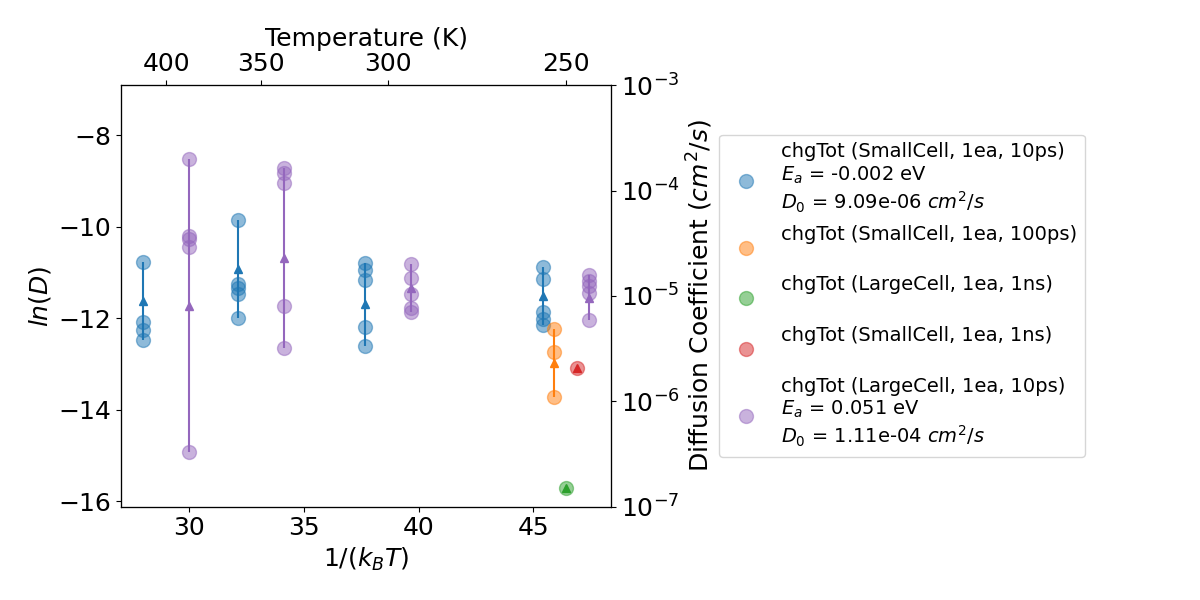 Temperature (K)
400 350 300 250
−8
−10
−12
−14
−16
ln(D)
30 35 40 45
1/(k_BT)
10^{-3}
10^{-4}
10^{-5}
10^{-6}
10^{-7}
Diffusion Coefficient (cm^2/s)
chgTot (SmallCell, 1ea, 10ps)
E_a = -0.002 eV
D_0 = 9.09e-06 cm^2/s
chgTot (SmallCell, 1ea, 100ps)
chgTot (LargeCell, 1ea, 1ns)
chgTot (SmallCell, 1ea, 1ns)
chgTot (LargeCell, 1ea, 10ps)
E_a = 0.051 eV
D_0 = 1.11e-04 cm^2/s